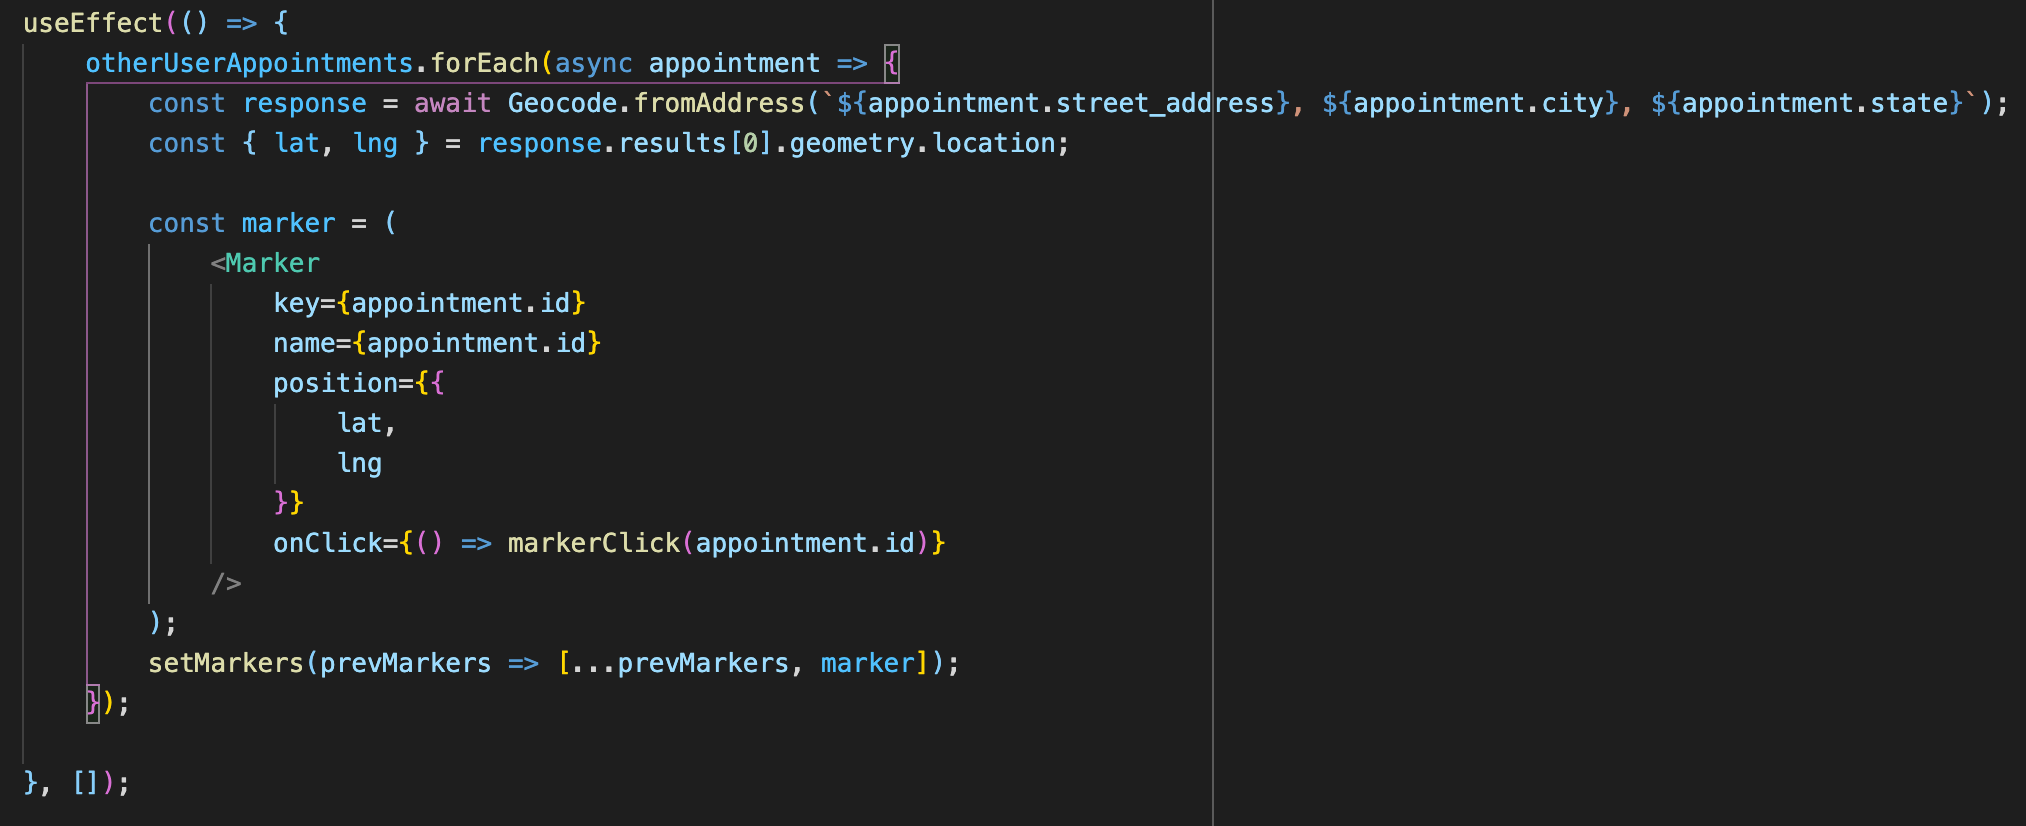 useEffect(() => {
    otherUserAppointments.forEach(async appointment => {
        const response = await Geocode.fromAddress(`${appointment.street_address}, ${appointment.city}, ${appointment.state}`);
        const { lat, lng } = response.results[0].geometry.location;

        const marker = (
            <Marker
                key={appointment.id}
                name={appointment.id}
                position={{
                    lat,
                    lng
                }}
                onClick={() => markerClick(appointment.id)}
            />
        );
        setMarkers(prevMarkers => [...prevMarkers, marker]);
    });

}, []);